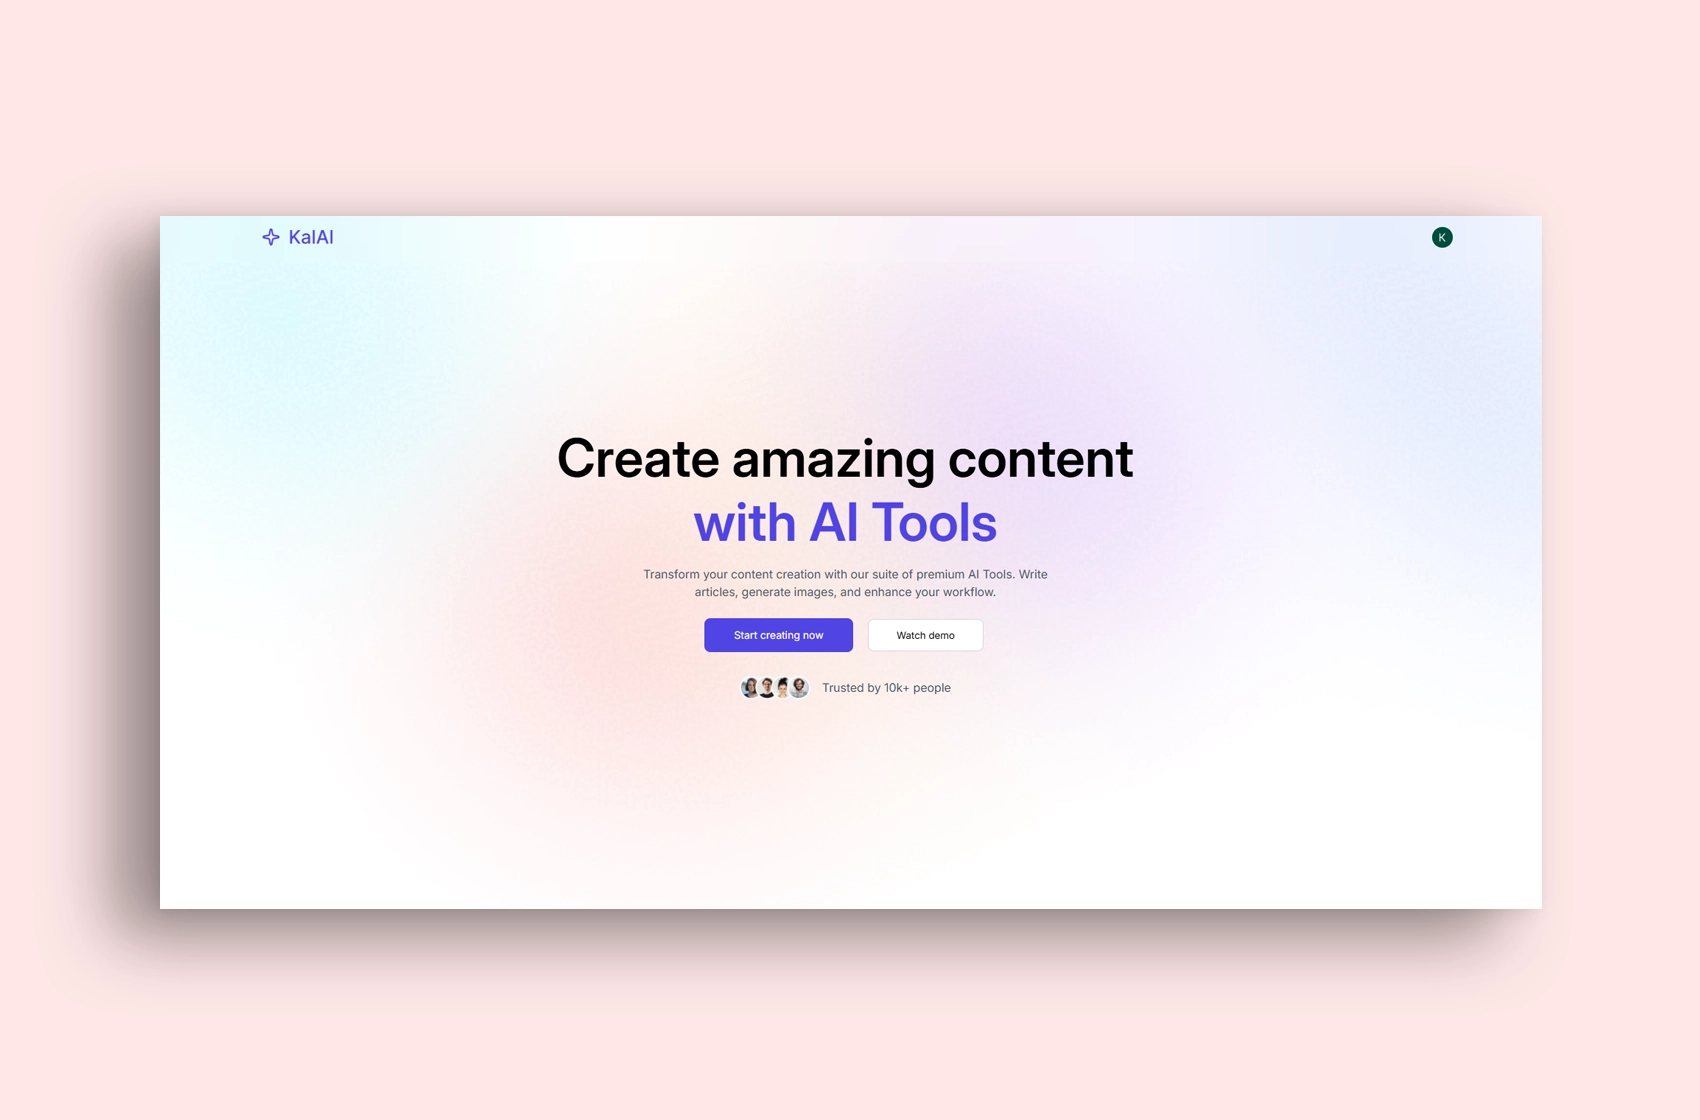 KalAI
K
Create amazing content
with AI Tools
Transform your content creation with our suite of premium AI Tools. Write
articles, generate images, and enhance your workflow.
Start creating now
Watch demo
Trusted by 10k+ people